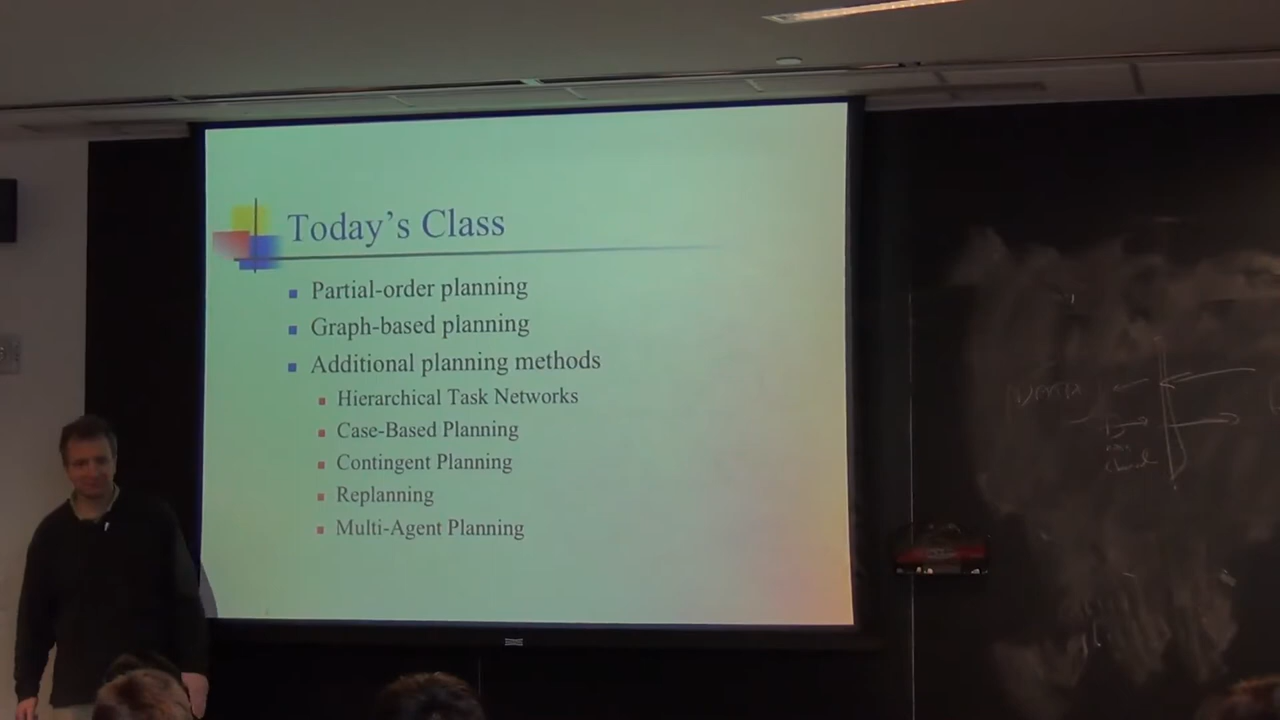 Today's Class
Partial-order planning
Graph-based planning
Additional planning methods
Hierarchical Task Networks
Case-Based Planning
Contingent Planning
Replanning
Multi-Agent Planning